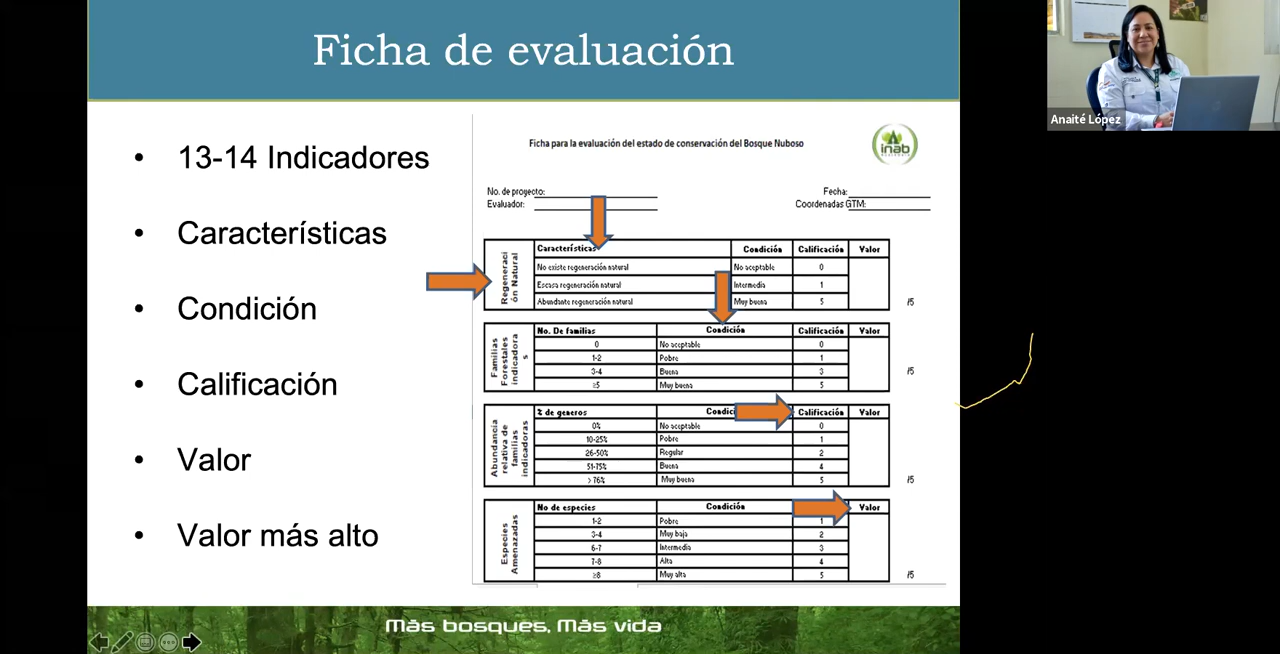 Ficha de evaluación
Anaité López
• 13-14 Indicadores
• Características
• Condición
• Calificación
• Valor
• Valor más alto
Ficha para la evaluación del estado de conservación del Bosque Nuboso
inab
No. de proyecto:
Evaluador:
Fecha:
Coordenadas GTM:
Regeneraci
ón Natural
Características Condición Calificación Valor
No existe regeneración natural No aceptable 0
Escasa regeneración natural Intermedia 1
Abundante regeneración natural Muy buena 5
/5
Familias
Forestales
indicadora
s
No. De familias Condición Calificación Valor
0 No aceptable 0
1-2 Pobre 1
3-4 Buena 3
≥5 Muy buena 5
/5
Abundancia
relativa de
familias
indicadoras
% de generos Condici Calificación Valor
0% No aceptable 0
10-25% Pobre 1
26-50% Regular 2
51-75% Buena 4
> 76% Muy buena 5
/5
Especies
Amenazadas
No de especies Condición Valor
1-2 Pobre 1
3-4 Muy baja 2
6-7 Intermedia 3
7-8 Alta 4
≥8 Muy alta 5
/5
Más bosques, Más vida